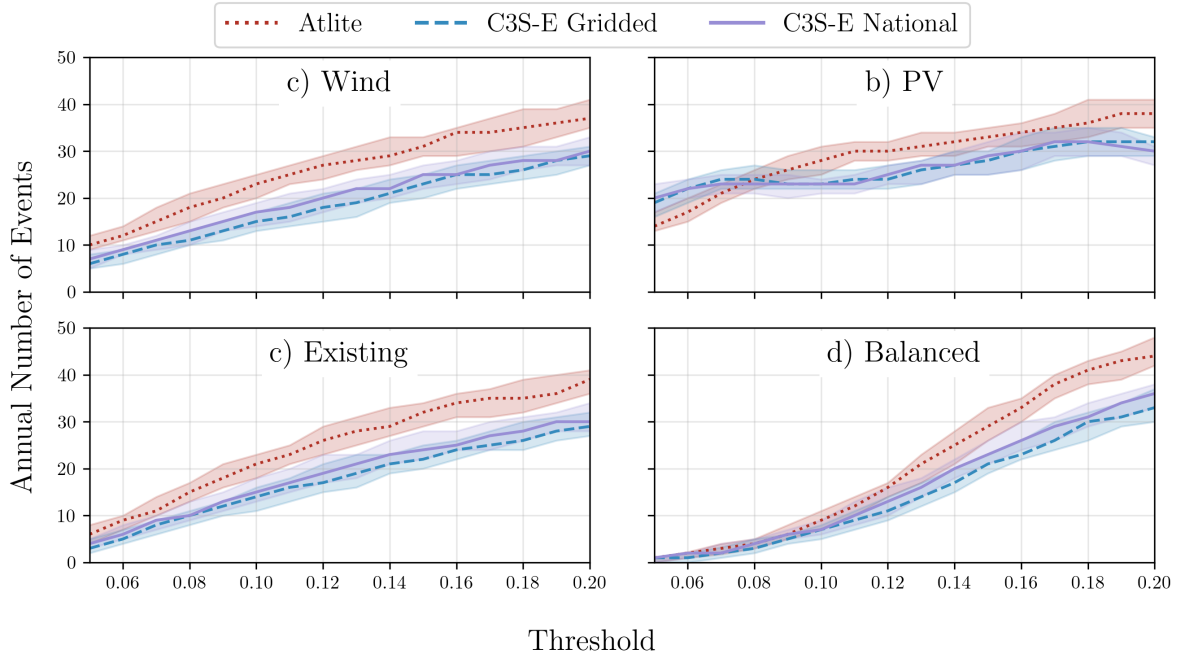 Atlite C3S-E Gridded C3S-E National
c) Wind
50
40
30
20
10
0
b) PV
Annual Number of Events
c) Existing
50
40
30
20
10
0
0.06 0.08 0.10 0.12 0.14 0.16 0.18 0.20
d) Balanced
0.06 0.08 0.10 0.12 0.14 0.16 0.18 0.20
Threshold